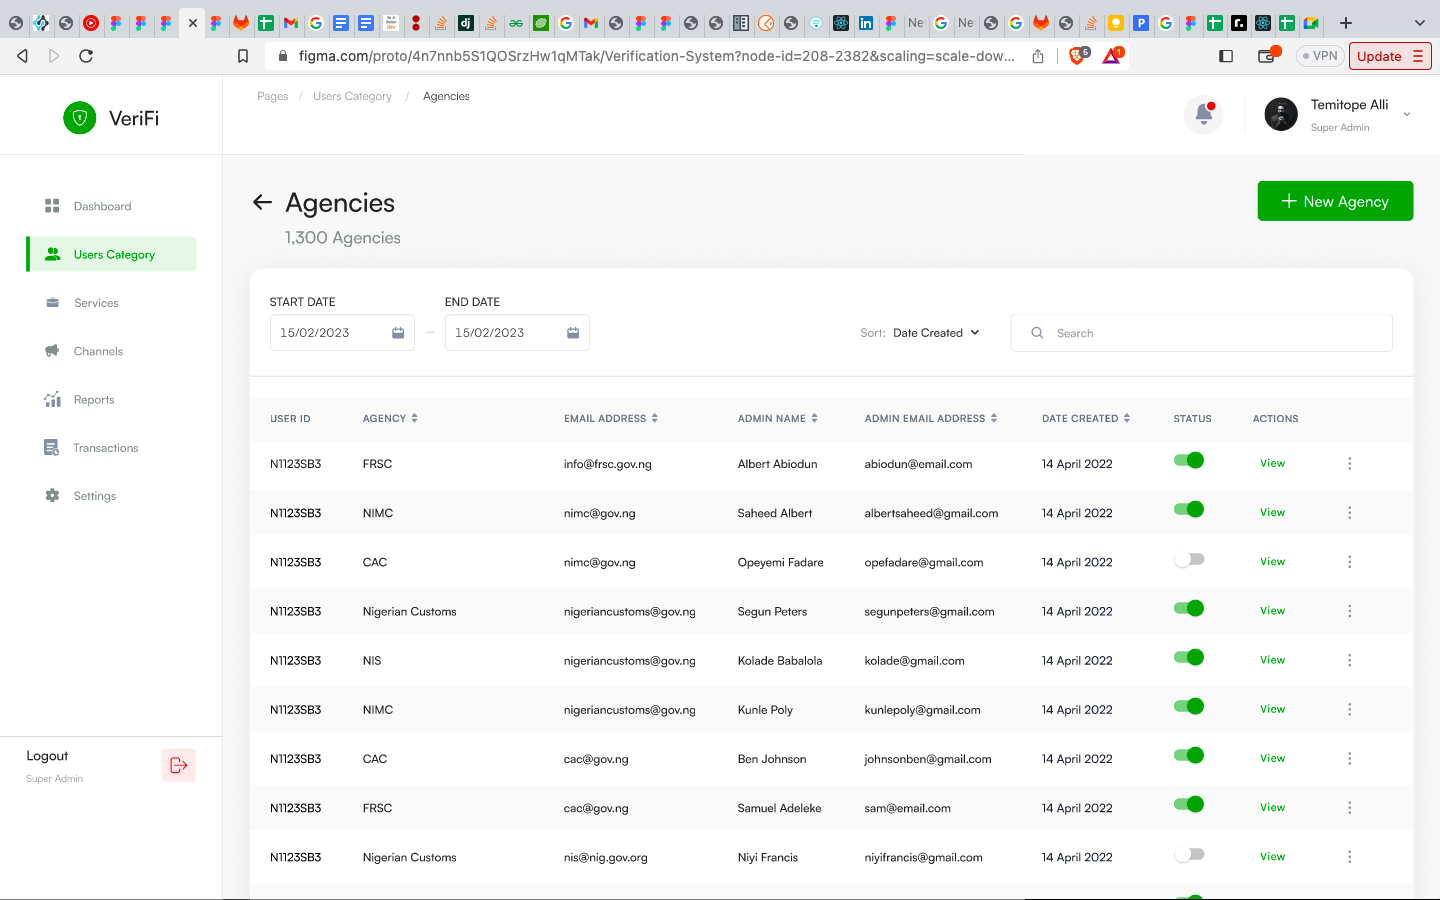 Ne
Ne
figma.com/proto/4n7nnb5S1QOSrzHw1qMTak/Verification-System?node-id=208-2382&scaling=scale-dow...
5
1
VPN
Update
VeriFi
Pages / Users Category / Agencies
Temitope Alli
Super Admin
Dashboard
Users Category
Services
Channels
Reports
Transactions
Settings
Logout
Super Admin
Agencies
1,300 Agencies
+ New Agency
START DATE
END DATE
15/02/2023 – 15/02/2023
Sort: Date Created
Search
USER ID AGENCY EMAIL ADDRESS ADMIN NAME ADMIN EMAIL ADDRESS DATE CREATED STATUS ACTIONS
N1123SB3 FRSC info@frsc.gov.ng Albert Abiodun abiodun@email.com 14 April 2022 View
N1123SB3 NIMC nimc@gov.ng Saheed Albert albertsaheed@gmail.com 14 April 2022 View
N1123SB3 CAC nimc@gov.ng Opeyemi Fadare opefadare@gmail.com 14 April 2022 View
N1123SB3 Nigerian Customs nigeriancustoms@gov.ng Segun Peters segunpeters@gmail.com 14 April 2022 View
N1123SB3 NIS nigeriancustoms@gov.ng Kolade Babalola kolade@gmail.com 14 April 2022 View
N1123SB3 NIMC nigeriancustoms@gov.ng Kunle Poly kunlepoly@gmail.com 14 April 2022 View
N1123SB3 CAC cac@gov.ng Ben Johnson johnsonben@gmail.com 14 April 2022 View
N1123SB3 FRSC cac@gov.ng Samuel Adeleke sam@email.com 14 April 2022 View
N1123SB3 Nigerian Customs nis@nig.gov.org Niyi Francis niyifrancis@gmail.com 14 April 2022 View